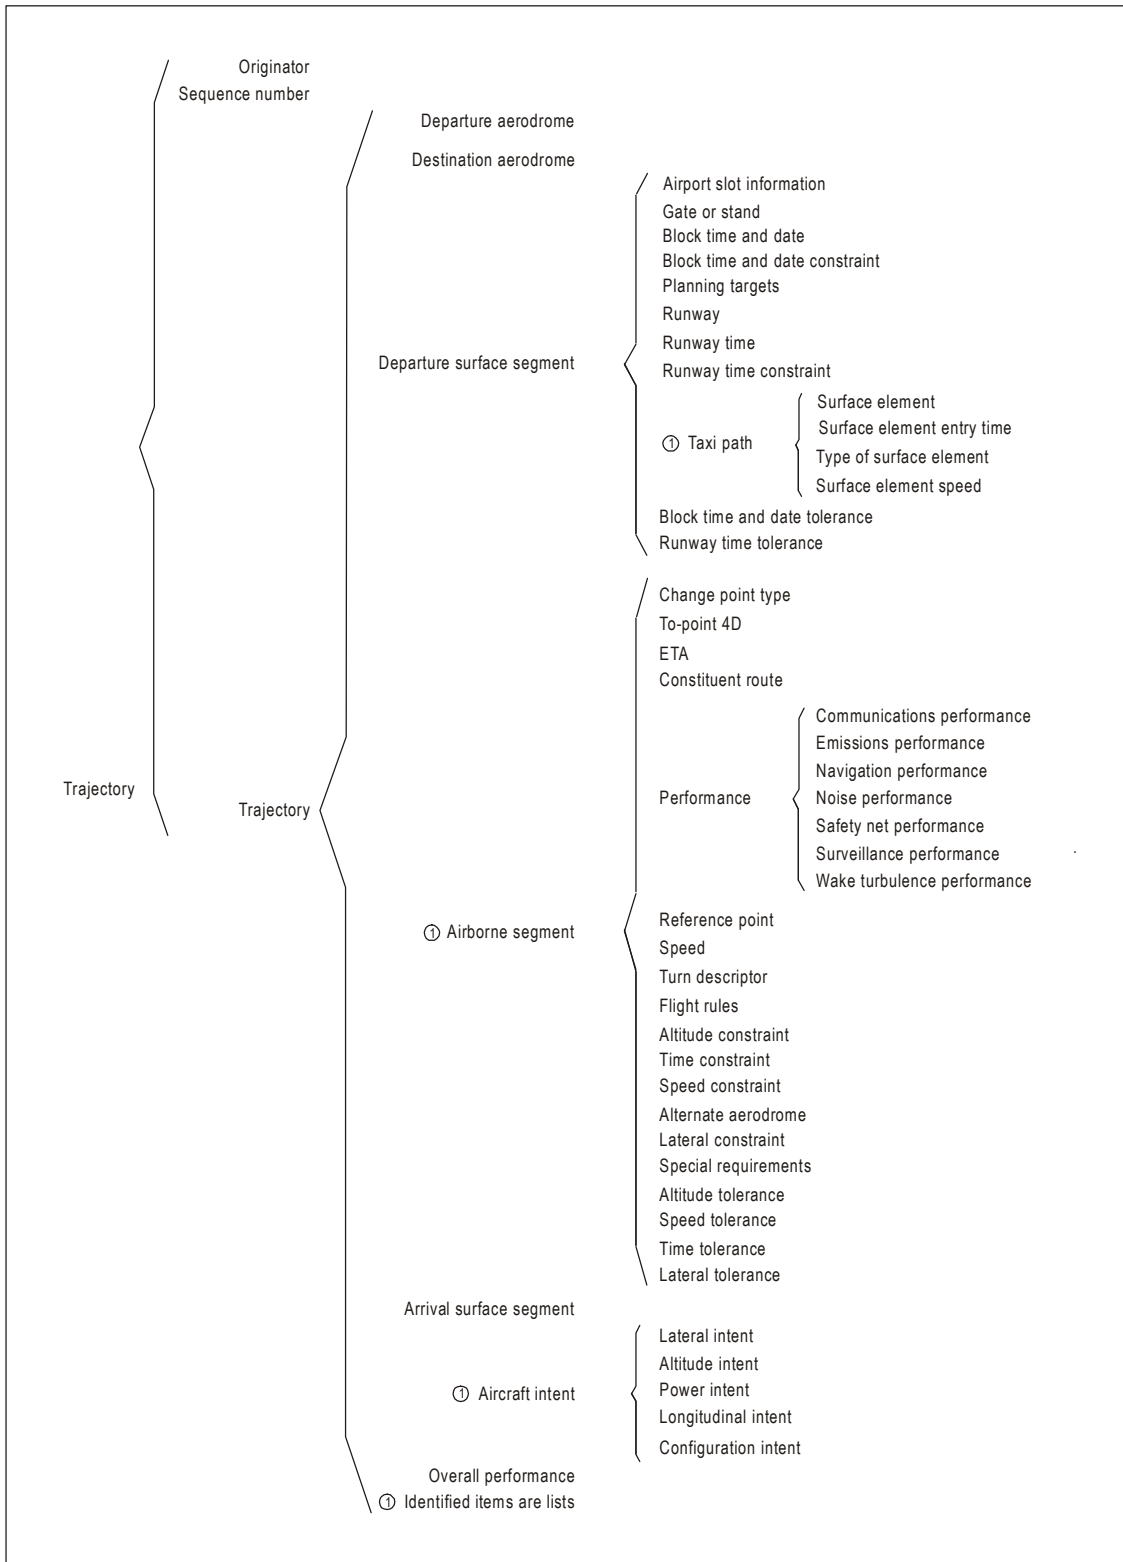 Originator
Sequence number
Departure aerodrome
Destination aerodrome
Airport slot information
Gate or stand
Block time and date
Block time and date constraint
Planning targets
Runway
Runway time
Departure surface segment
Runway time constraint
Surface element
Surface element entry time
① Taxi path
Type of surface element
Surface element speed
Block time and date tolerance
Runway time tolerance
Change point type
To-point 4D
ETA
Constituent route
Communications performance
Emissions performance
Navigation performance
Trajectory
Trajectory
Performance
Noise performance
Safety net performance
Surveillance performance
Wake turbulence performance
① Airborne segment
Reference point
Speed
Turn descriptor
Flight rules
Altitude constraint
Time constraint
Speed constraint
Alternate aerodrome
Lateral constraint
Special requirements
Altitude tolerance
Speed tolerance
Time tolerance
Lateral tolerance
Arrival surface segment
Lateral intent
Altitude intent
① Aircraft intent
Power intent
Longitudinal intent
Configuration intent
Overall performance
① Identified items are lists